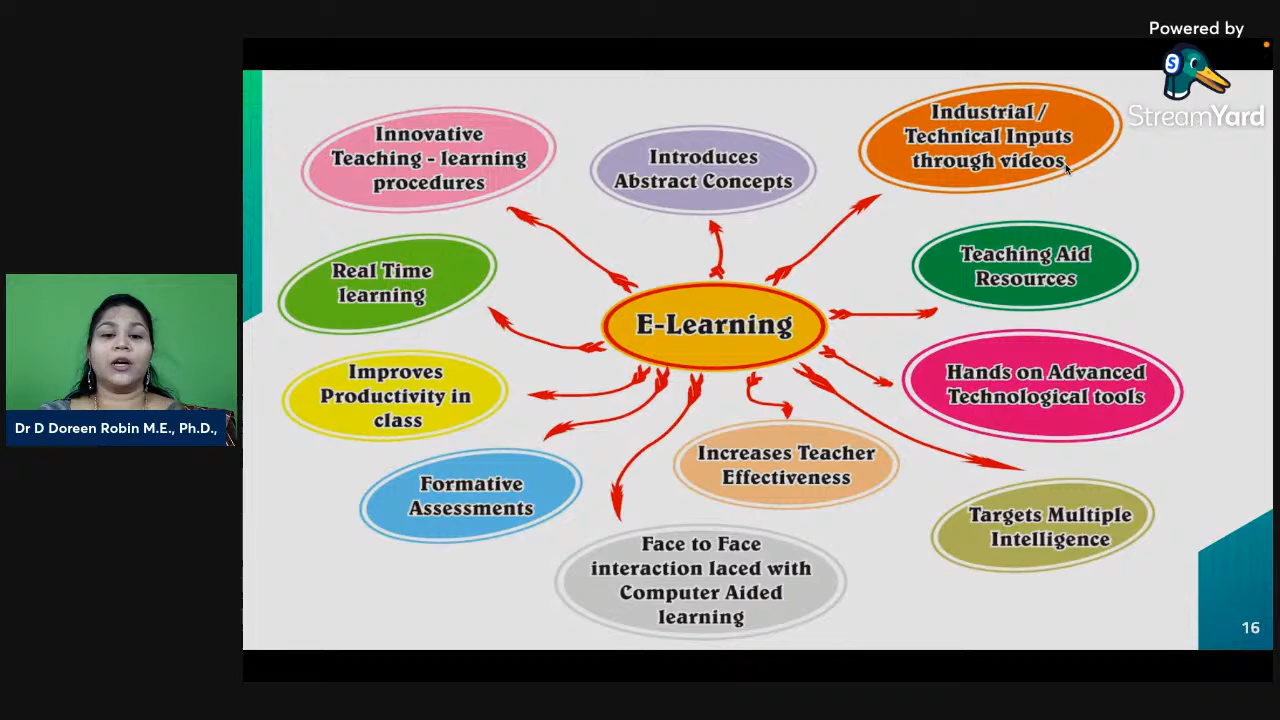 Powered by
StreamYard
Innovative
Teaching - learning
procedures
Introduces
Abstract Concepts
Industrial /
Technical Inputs
through videos
Real Time
learning
Teaching Aid
Resources
E-Learning
Improves
Productivity in
class
Hands on Advanced
Technological tools
Formative
Assessments
Increases Teacher
Effectiveness
Targets Multiple
Intelligence
Face to Face
interaction laced with
Computer Aided
learning
Dr D Doreen Robin M.E., Ph.D.,
16
S